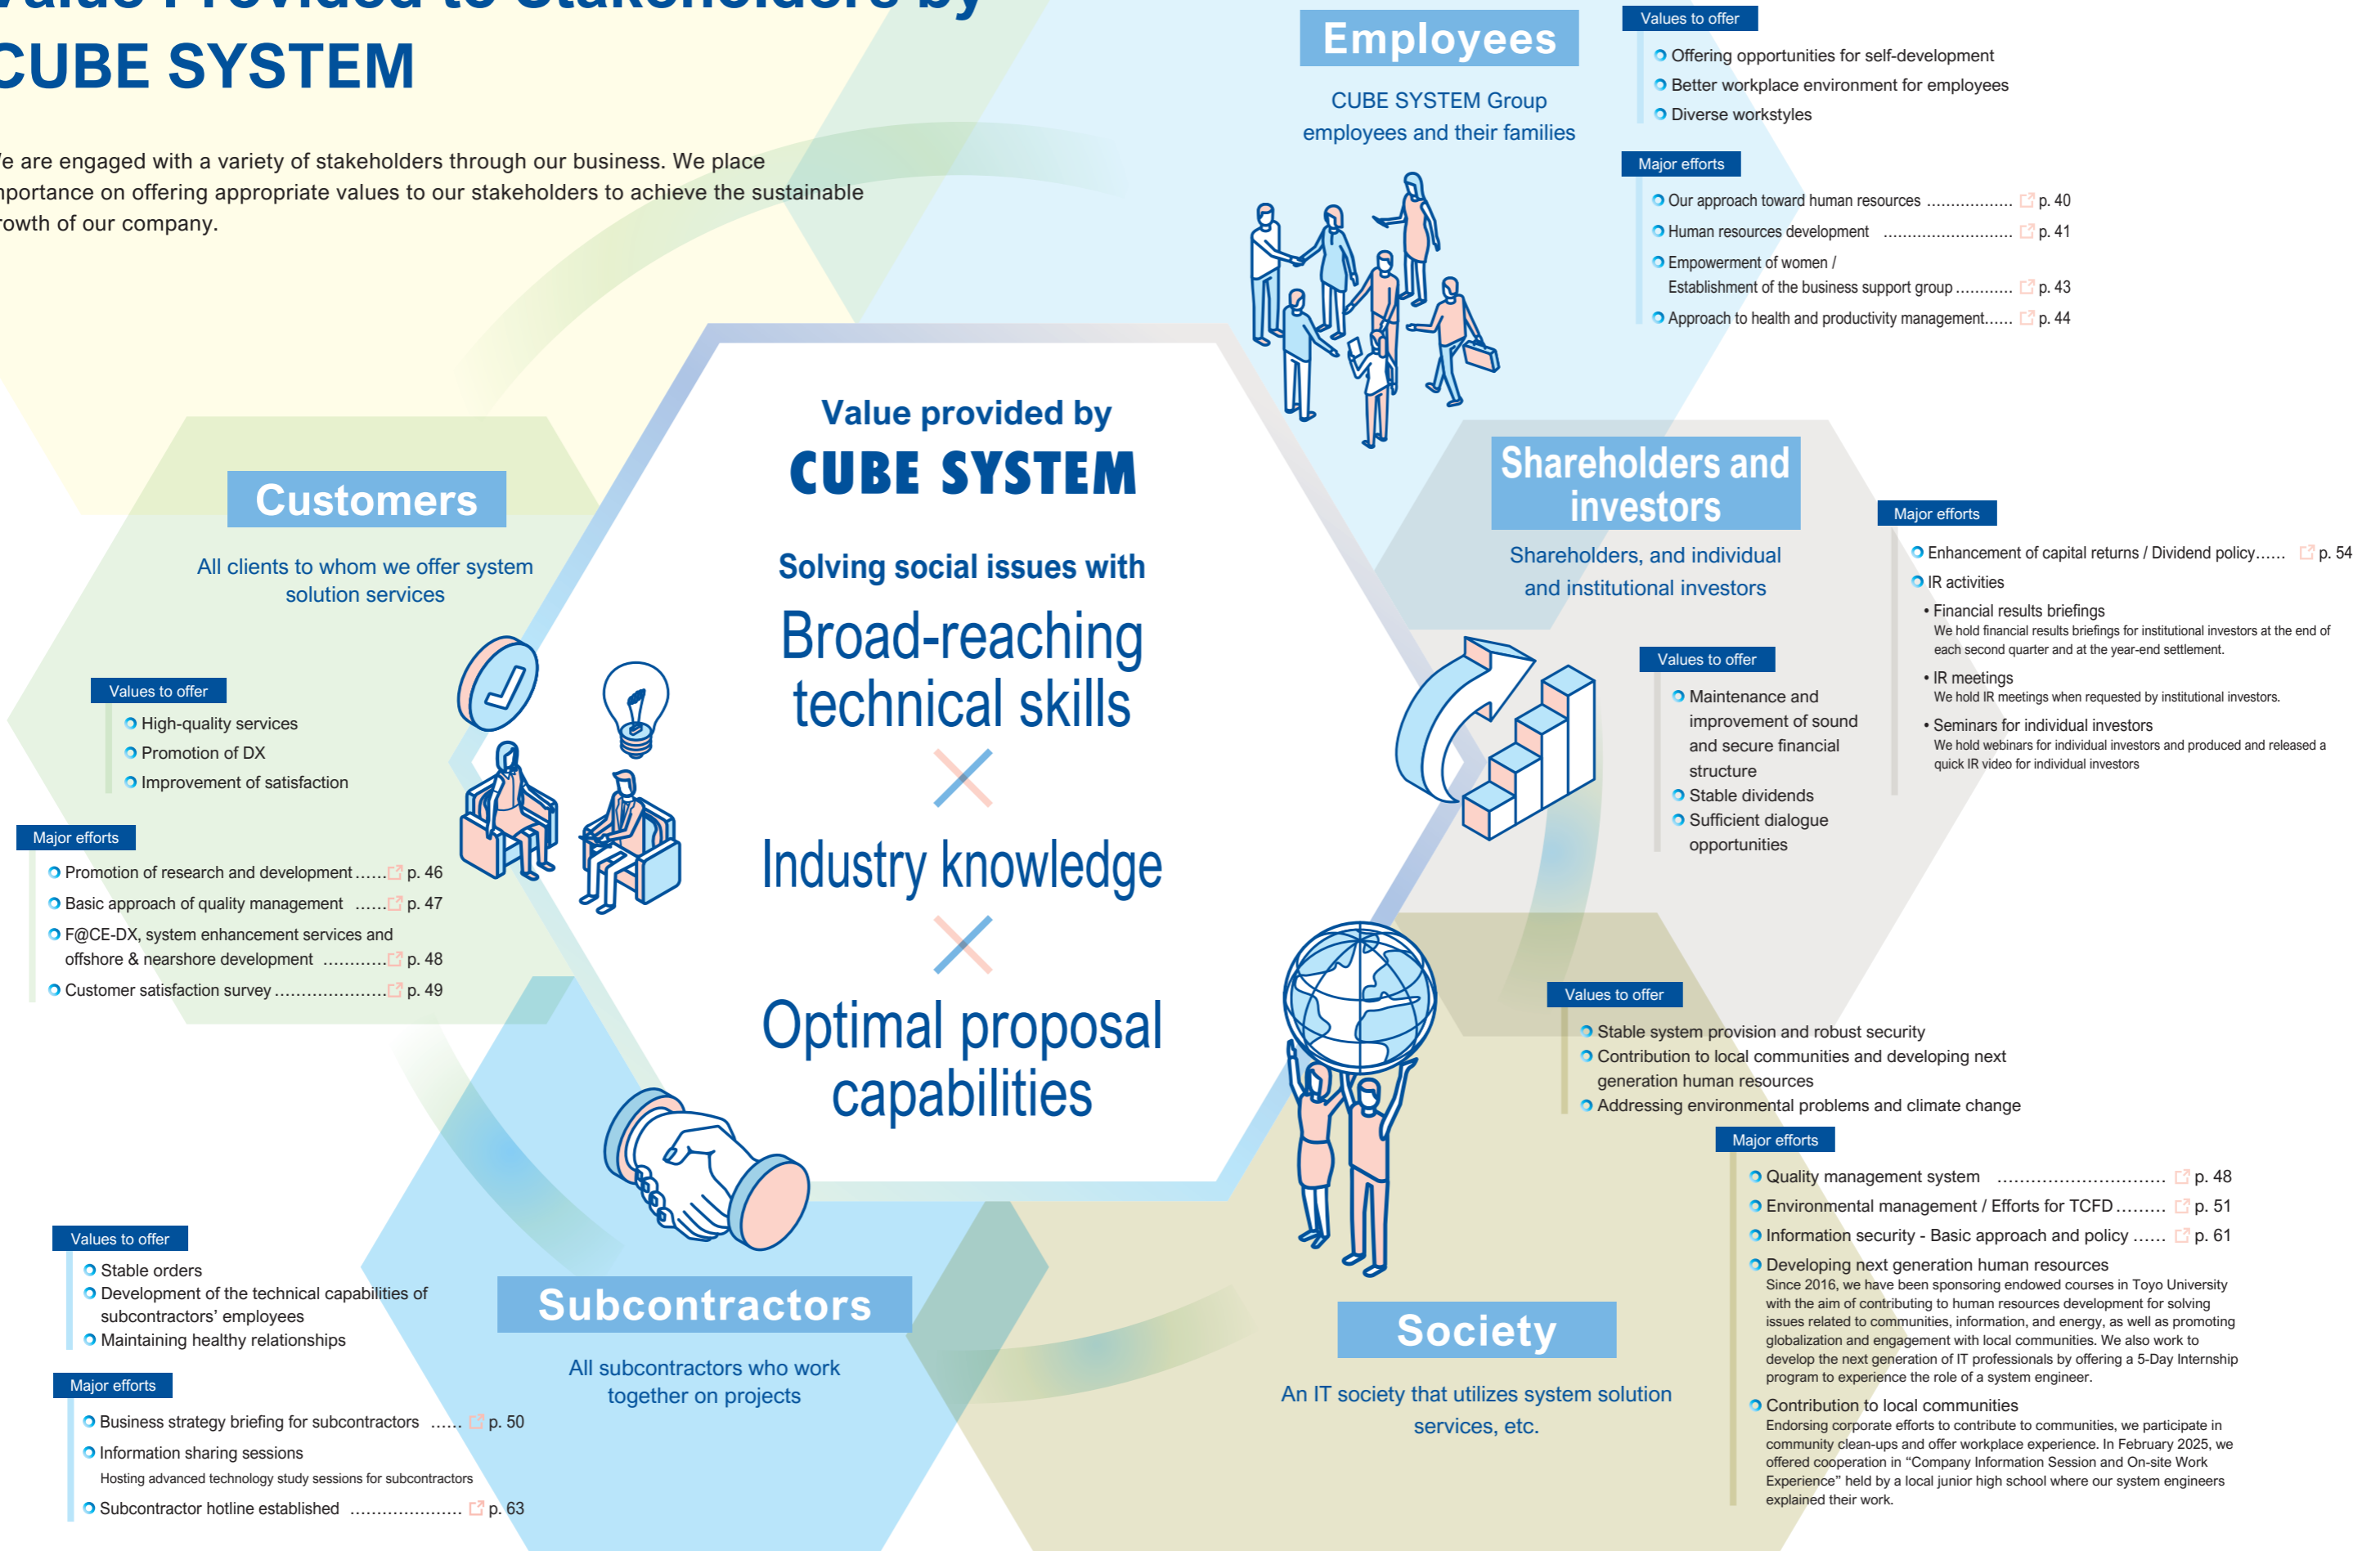 Value Provided to Stakeholders by
CUBE SYSTEM
We are engaged with a variety of stakeholders through our business. We place
importance on offering appropriate values to our stakeholders to achieve the sustainable
growth of our company.
Employees
CUBE SYSTEM Group
employees and their families
Values to offer
Offering opportunities for self-development
Better workplace environment for employees
Diverse workstyles
Major efforts
Our approach toward human resources .................. p. 40
Human resources development ........................... p. 41
Empowerment of women /
Establishment of the business support group ............ p. 43
Approach to health and productivity management...... p. 44
Value provided by
CUBE SYSTEM
Solving social issues with
Broad-reaching
technical skills
Industry knowledge
Optimal proposal
capabilities
Customers
All clients to whom we offer system
solution services
Values to offer
High-quality services
Promotion of DX
Improvement of satisfaction
Major efforts
Promotion of research and development ...... p. 46
Basic approach of quality management ...... p. 47
F@CE-DX, system enhancement services and
offshore & nearshore development ............ p. 48
Customer satisfaction survey ..................... p. 49
Shareholders and
investors
Shareholders, and individual
and institutional investors
Values to offer
Maintenance and
improvement of sound
and secure financial
structure
Stable dividends
Sufficient dialogue
opportunities
Major efforts
Enhancement of capital returns / Dividend policy...... p. 54
IR activities
• Financial results briefings
We hold financial results briefings for institutional investors at the end of
each second quarter and at the year-end settlement.
• IR meetings
We hold IR meetings when requested by institutional investors.
• Seminars for individual investors
We hold webinars for individual investors and produced and released a
quick IR video for individual investors
Subcontractors
All subcontractors who work
together on projects
Values to offer
Stable orders
Development of the technical capabilities of
subcontractors’ employees
Maintaining healthy relationships
Major efforts
Business strategy briefing for subcontractors ...... p. 50
Information sharing sessions
Hosting advanced technology study sessions for subcontractors
Subcontractor hotline established ..................... p. 63
Society
An IT society that utilizes system solution
services, etc.
Values to offer
Stable system provision and robust security
Contribution to local communities and developing next
generation human resources
Addressing environmental problems and climate change
Major efforts
Quality management system .............................. p. 48
Environmental management / Efforts for TCFD ......... p. 51
Information security - Basic approach and policy ...... p. 61
Developing next generation human resources
Since 2016, we have been sponsoring endowed courses in Toyo University
with the aim of contributing to human resources development for solving
issues related to communities, information, and energy, as well as promoting
globalization and engagement with local communities. We also work to
develop the next generation of IT professionals by offering a 5-Day Internship
program to experience the role of a system engineer.
Contribution to local communities
Endorsing corporate efforts to contribute to communities, we participate in
community clean-ups and offer workplace experience. In February 2025, we
offered cooperation in “Company Information Session and On-site Work
Experience” held by a local junior high school where our system engineers
explained their work.